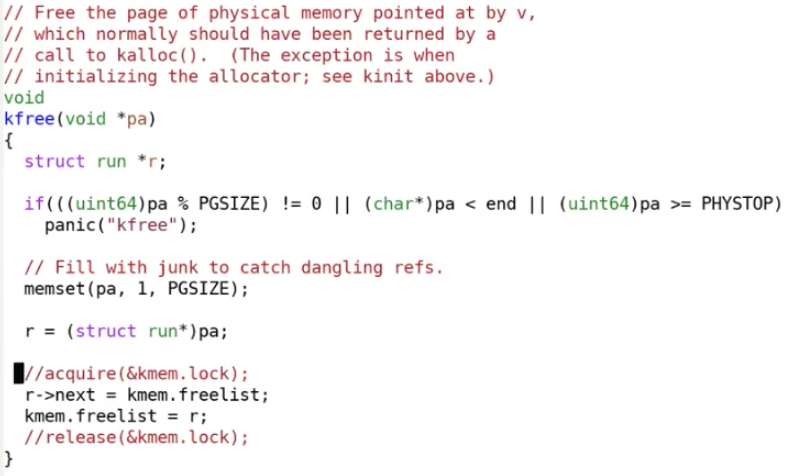 // Free the page of physical memory pointed at by v,
// which normally should have been returned by a
// call to kalloc().  (The exception is when
// initializing the allocator; see kinit above.)
void
kfree(void *pa)
{
  struct run *r;

  if(((uint64)pa % PGSIZE) != 0 || (char*)pa < end || (uint64)pa >= PHYSTOP)
    panic("kfree");

  // Fill with junk to catch dangling refs.
  memset(pa, 1, PGSIZE);

  r = (struct run*)pa;

  //acquire(&kmem.lock);
  r->next = kmem.freelist;
  kmem.freelist = r;
  //release(&kmem.lock);
}